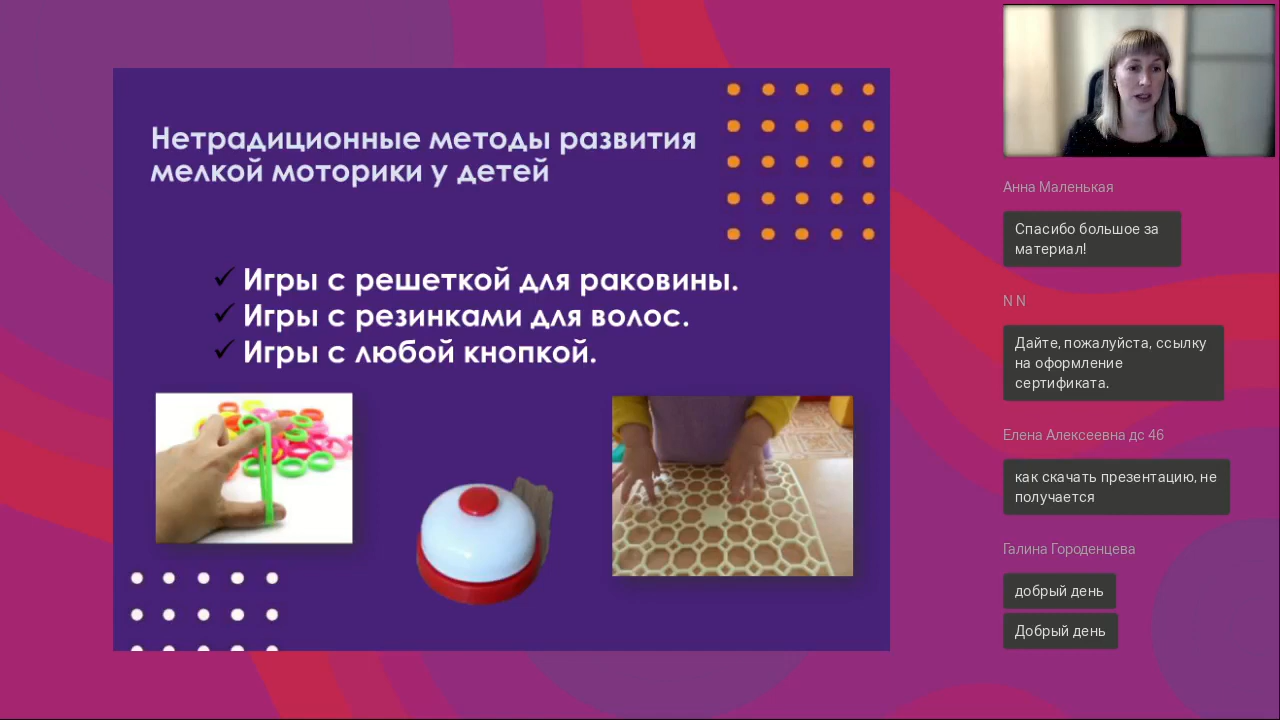 Нетрадиционные методы развития
мелкой моторики у детей
Игры с решеткой для раковины.
Игры с резинками для волос.
Игры с любой кнопкой.
Анна Маленькая
Спасибо большое за
материал!
N N
Дайте, пожалуйста, ссылку
на оформление
сертификата.
Елена Алексеевна дс 46
как скачать презентацию, не
получается
Галина Городенцева
добрый день
Добрый день